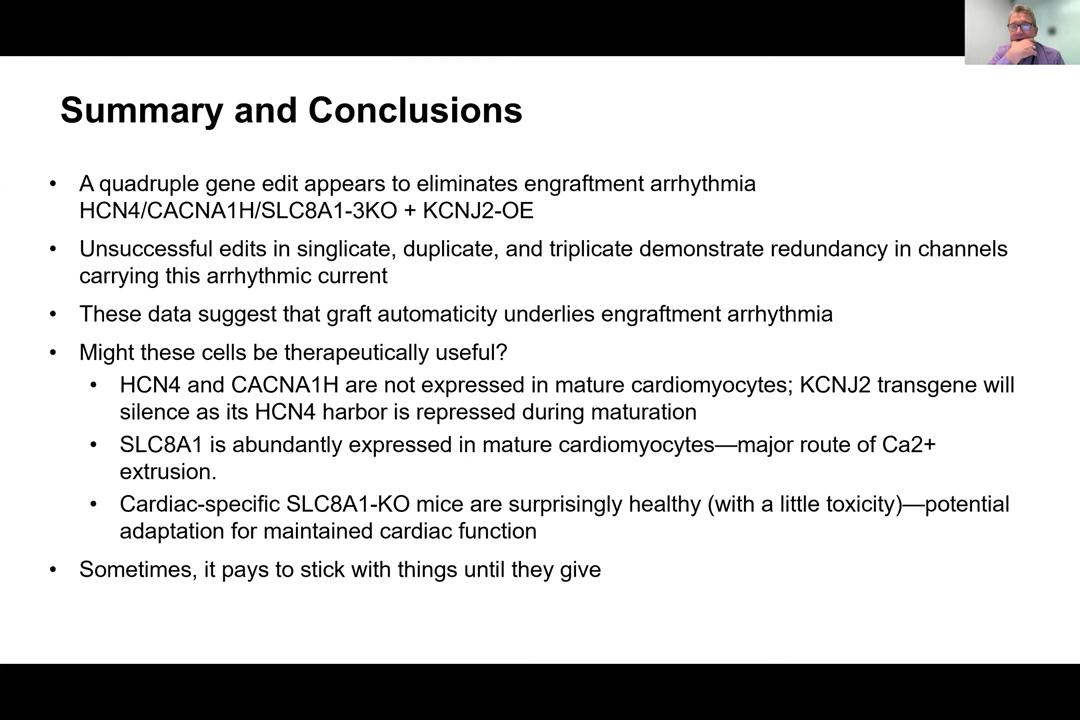 Summary and Conclusions
• A quadruple gene edit appears to eliminates engraftment arrhythmia
HCN4/CACNA1H/SLC8A1-3KO + KCNJ2-OE
• Unsuccessful edits in singlicate, duplicate, and triplicate demonstrate redundancy in channels
carrying this arrhythmic current
• These data suggest that graft automaticity underlies engraftment arrhythmia
• Might these cells be therapeutically useful?
• HCN4 and CACNA1H are not expressed in mature cardiomyocytes; KCNJ2 transgene will
silence as its HCN4 harbor is repressed during maturation
• SLC8A1 is abundantly expressed in mature cardiomyocytes—major route of Ca2+
extrusion.
• Cardiac-specific SLC8A1-KO mice are surprisingly healthy (with a little toxicity)—potential
adaptation for maintained cardiac function
• Sometimes, it pays to stick with things until they give